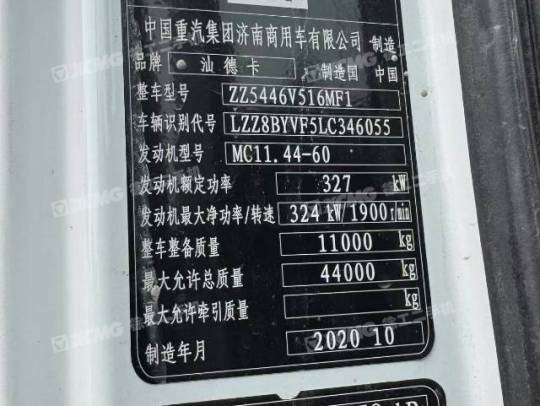 中国重汽集团济南商用车有限公司 制造
品牌 汕德卡 制造国 中国
整车型号 ZZ5446V516MF1
车辆识别代号 LZZ8BYVF5LC346055
发动机型号 MC11.44-60
发动机额定功率 327 kW
发动机最大净功率/转速 324 kW/1900 r/min
整车整备质量 11000 kg
最大允许总质量 44000 kg
最大允许牵引质量 kg
制造年月 2020 10